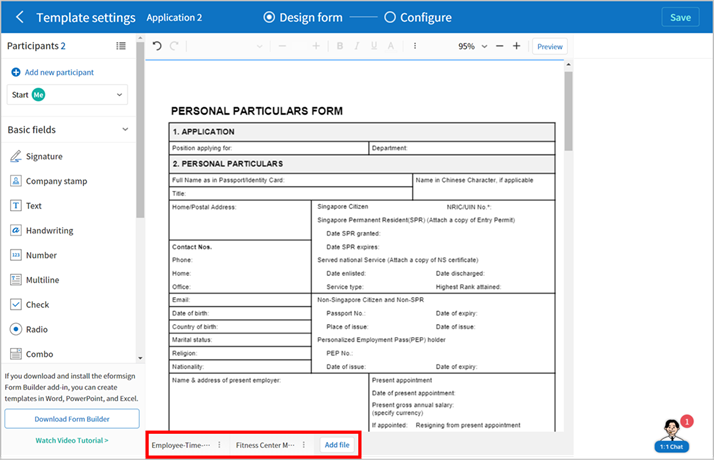 Template settings Application 2 Design form Configure Save
Participants 2
95% Preview
Add new participant
Start Me
Basic fields
Signature
Company stamp
Text
Handwriting
Number
Multiline
Check
Radio
Combo
If you download and install the eformsign
Form Builder add-in, you can create
templates in Word, PowerPoint, and Excel.
Download Form Builder
Watch Video Tutorial >
PERSONAL PARTICULARS FORM
1. APPLICATION
Position applying for: Department:
2. PERSONAL PARTICULARS
Full Name as in Passport/Identity Card: Name in Chinese Character, if applicable
Title:
Home/Postal Address: Singapore Citizen NRIC/UIN No.*:
Singapore Permanent Resident(SPR) (Attach a copy of Entry Permit)
Date SPR granted:
Contact Nos. Date SPR expires:
Phone: Served national Service (Attach a copy of NS certificate)
Home: Date enlisted: Date discharged:
Office: Service type: Highest Rank attained:
Email: Non-Singapore Citizen and Non-SPR
Date of birth: Passport No.: Date of expiry:
Country of birth: Place of issue: Date of issue:
Marital status: Personalized Employment Pass(PEP) holder
Religion: PEP No.:
Nationality: Date of issue: Date of expiry:
Name & address of present employer: Present appointment
Date of present appointment:
Present gross annual salary:
(specify currency)
If appointed: Resigning from present appointment
Employee-Time-... Fitness Center M... Add file
1
1:1 Chat